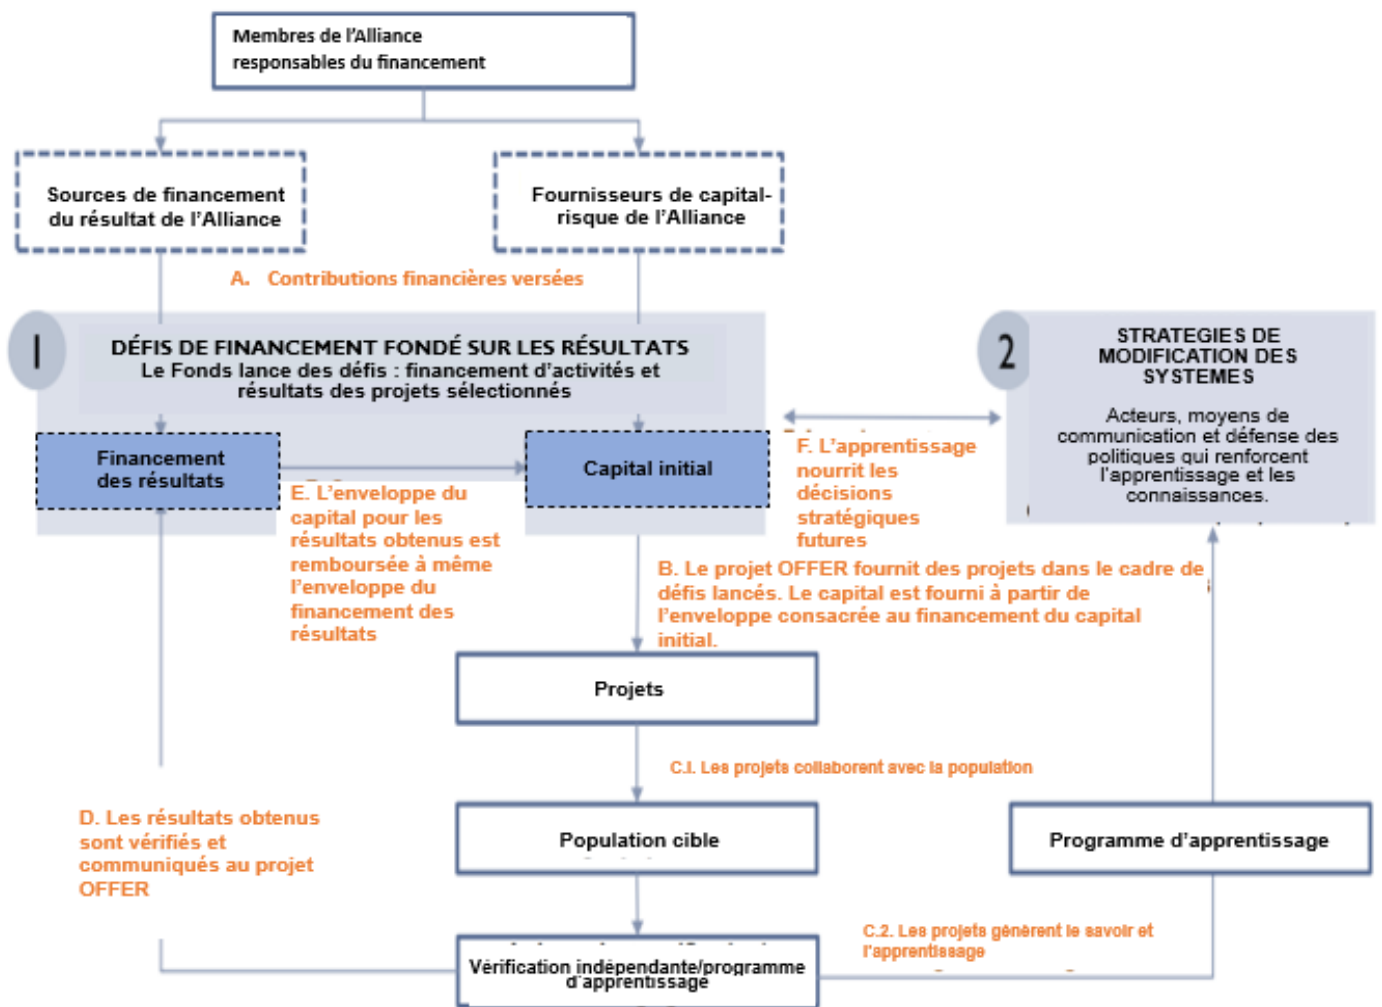 Membres de l'Alliance
responsables du financement
Sources de financement
du résultat de l'Alliance
Fournisseurs de capital-
risque de l'Alliance
A. Contributions financières versées
1
DÉFIS DE FINANCEMENT FONDÉ SUR LES RÉSULTATS
Le Fonds lance des défis : financement d'activités et
résultats des projets sélectionnés
2
STRATEGIES DE
MODIFICATION DES
SYSTEMES
Acteurs, moyens de
communication et défense des
politiques qui renforcent
l'apprentissage et les
connaissances.
Financement
des résultats
Capital initial
F. L'apprentissage
nourrit les
décisions
stratégiques
futures
E. L'enveloppe du
capital pour les
résultats obtenus est
remboursée à même
l'enveloppe du
financement des
résultats
B. Le projet OFFER fournit des projets dans le cadre de
défis lancés. Le capital est fourni à partir de
l'enveloppe consacrée au financement du capital
initial.
Projets
C.I. Les projets collaborent avec la population
D. Les résultats obtenus
sont vérifiés et
communiqués au projet
OFFER
Population cible
Programme d'apprentissage
C.2. Les projets génèrent le savoir et
l'apprentissage
Vérification indépendante/programme
d'apprentissage